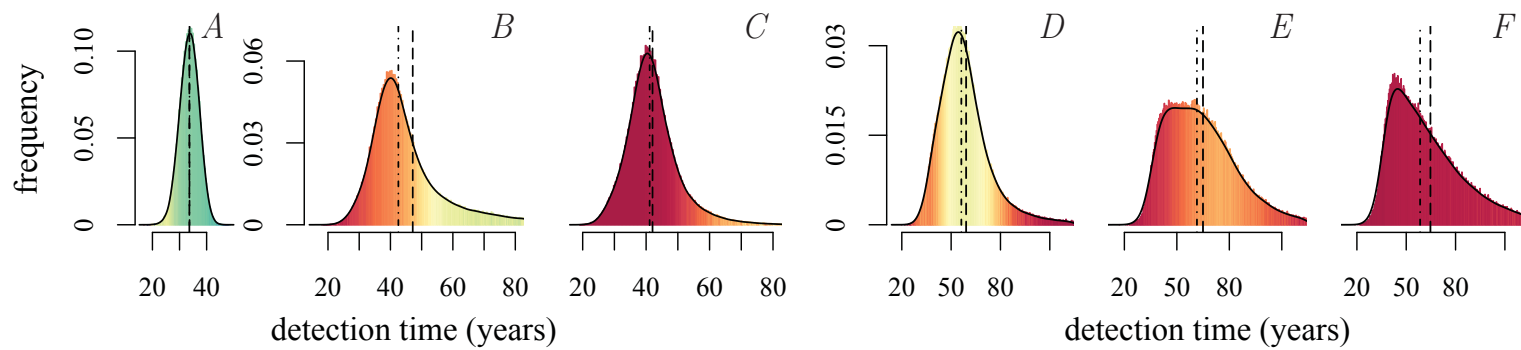 A B C D E F
frequency
0 0.05 0.10
0 0.03 0.06
0 0.015 0.03
20 40 20 40 60 80 20 40 60 80 20 50 80 20 50 80 20 50 80
detection time (years) detection time (years)